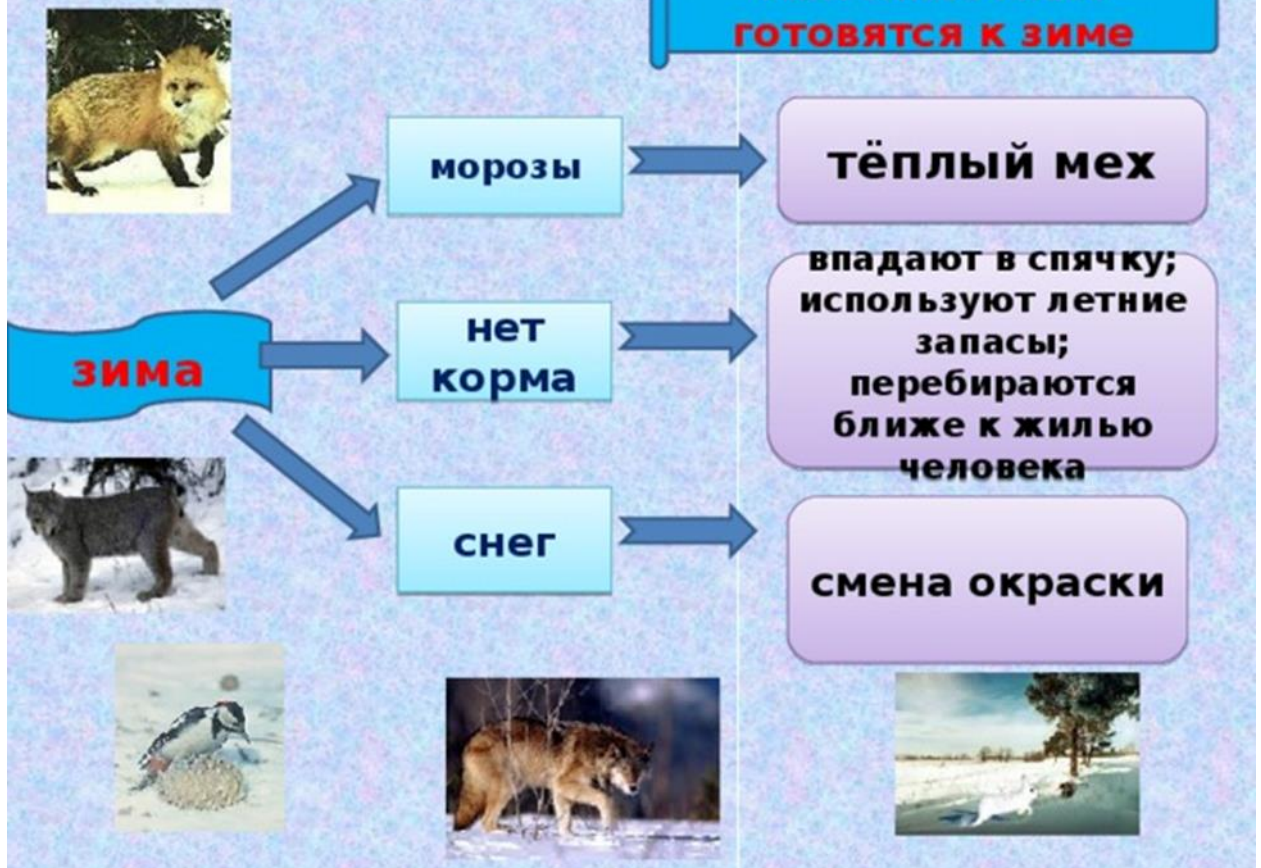 готовятся к зиме
морозы
тёплый мех
зима
нет
корма
впадают в спячку;
используют летние
запасы;
перебираются
ближе к жилью
человека
снег
смена окраски